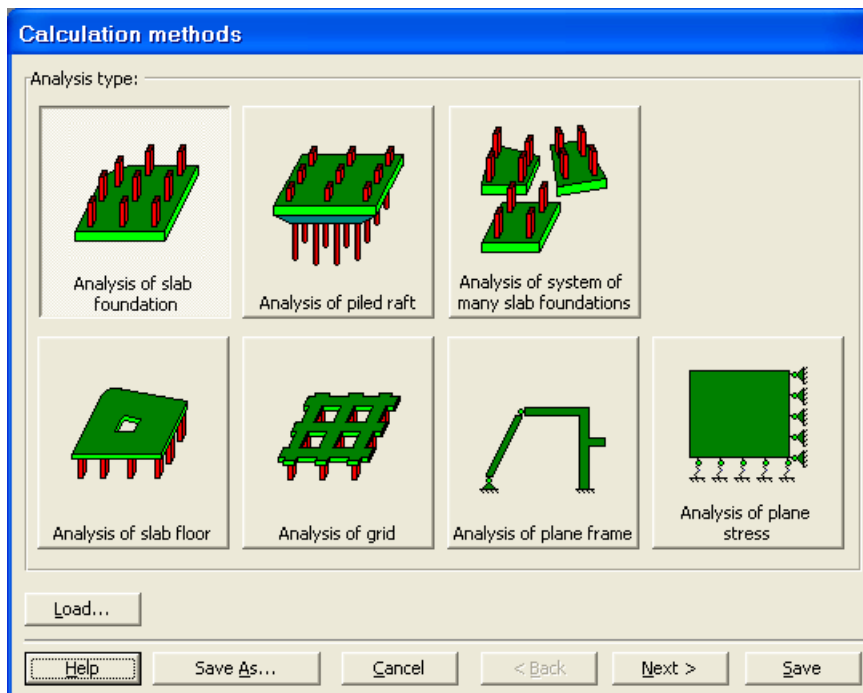 Calculation methods
Analysis type:
Analysis of slab
foundation
Analysis of piled raft
Analysis of system of
many slab foundations
Analysis of slab floor
Analysis of grid
Analysis of plane frame
Analysis of plane
stress
Load...
Help
Save As...
Cancel
< Back
Next >
Save